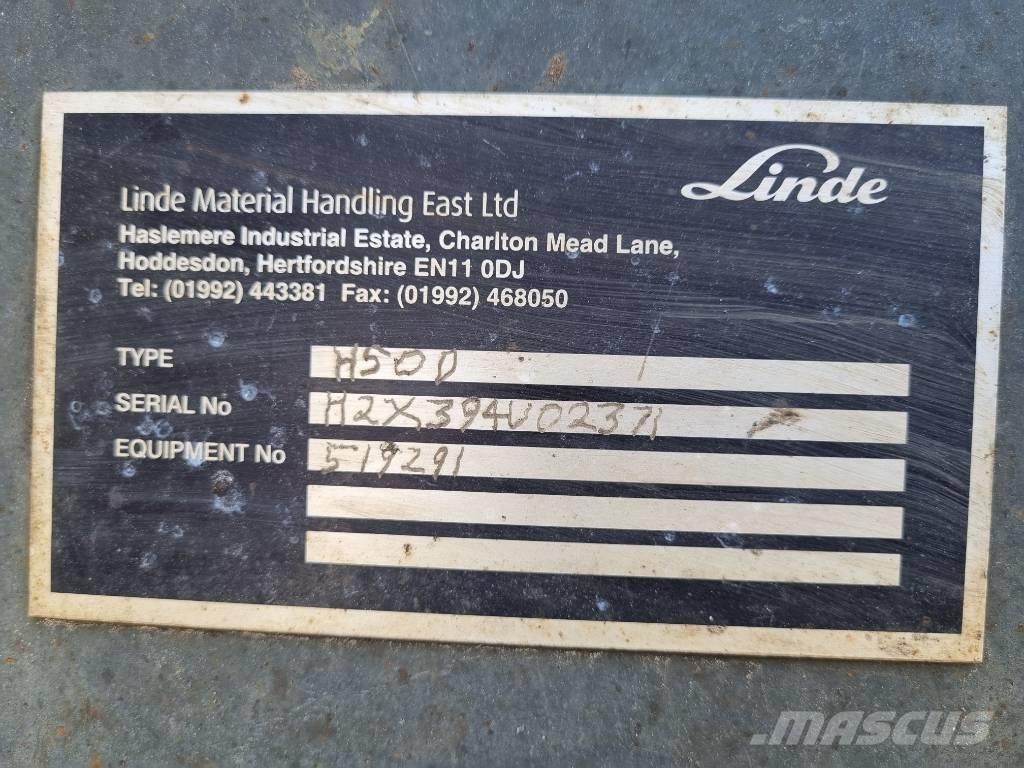 Linde
Linde Material Handling East Ltd
Haslemere Industrial Estate, Charlton Mead Lane,
Hoddesdon, Hertfordshire EN11 0DJ
Tel: (01992) 443381 Fax: (01992) 468050
TYPE H50D
SERIAL No H2X394U02371
EQUIPMENT No 519291
MASCUS